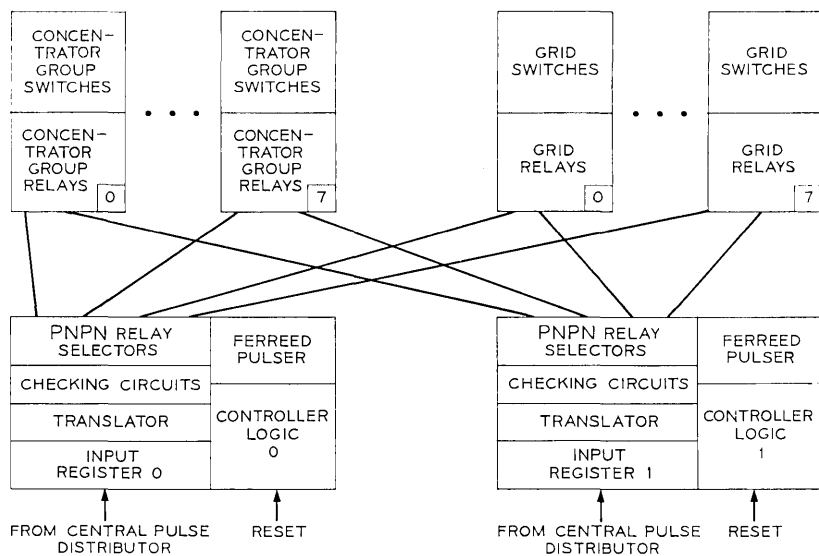 CONCEN-
TRATOR
GROUP
SWITCHES
CONCEN-
TRATOR
GROUP
RELAYS
0
CONCEN-
TRATOR
GROUP
SWITCHES
CONCEN-
TRATOR
GROUP
RELAYS
7
GRID
SWITCHES
GRID
RELAYS
0
GRID
SWITCHES
GRID
RELAYS
7
PNPN RELAY
SELECTORS
CHECKING CIRCUITS
TRANSLATOR
INPUT
REGISTER 0
FERREED
PULSER
CONTROLLER
LOGIC
0
PNPN RELAY
SELECTORS
CHECKING CIRCUITS
TRANSLATOR
INPUT
REGISTER 1
FERREED
PULSER
CONTROLLER
LOGIC
1
FROM CENTRAL PULSE
DISTRIBUTOR
RESET
FROM CENTRAL PULSE
DISTRIBUTOR
RESET